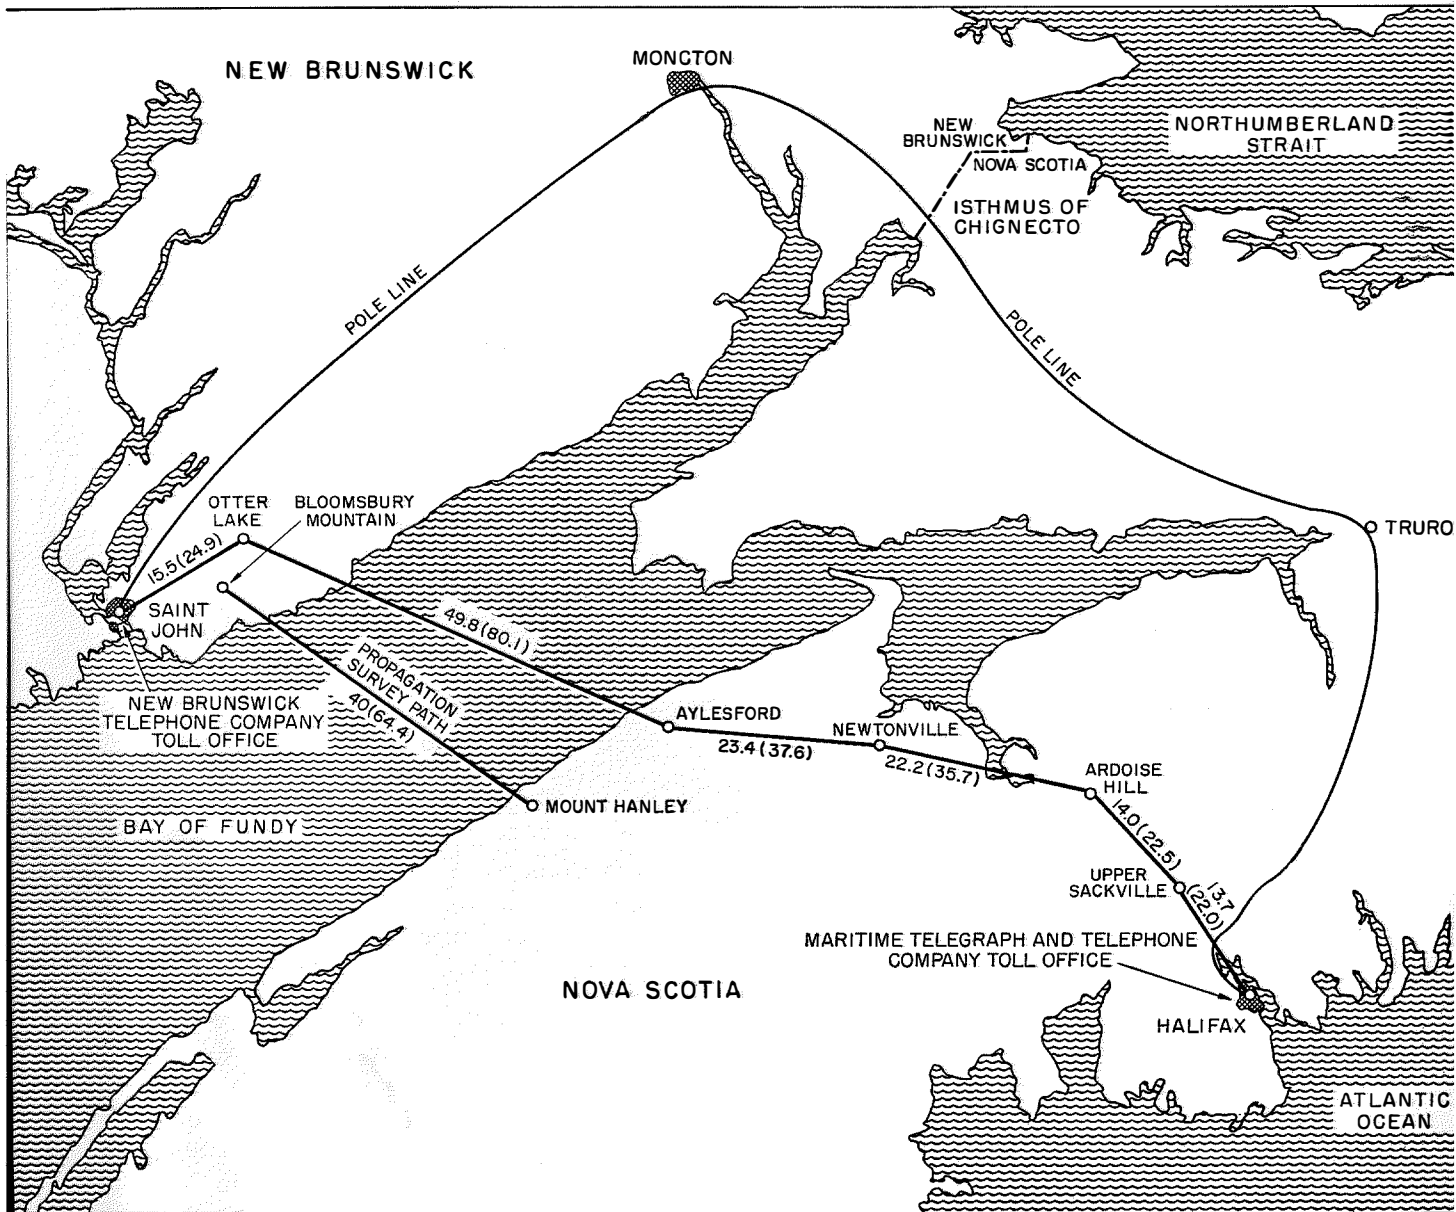 NEW BRUNSWICK
MONCTON
NEW
BRUNSWICK
NOVA SCOTIA
NORTHUMBERLAND
STRAIT
ISTHMUS OF
CHIGNECTO
POLE LINE
POLE LINE
OTTER
LAKE
BLOOMSBURY
MOUNTAIN
TRURO
15.5(24.9)
SAINT
JOHN
49.8(80.1)
PROPAGATION
SURVEY PATH
40(64.4)
NEW BRUNSWICK
TELEPHONE COMPANY
TOLL OFFICE
AYLESFORD
NEWTONVILLE
23.4(37.6)
22.2(35.7)
ARDOISE
HILL
MOUNT HANLEY
BAY OF FUNDY
14.0(22.5)
UPPER
SACKVILLE
13.7
(22.0)
MARITIME TELEGRAPH AND TELEPHONE
COMPANY TOLL OFFICE
NOVA SCOTIA
HALIFAX
ATLANTIC
OCEAN